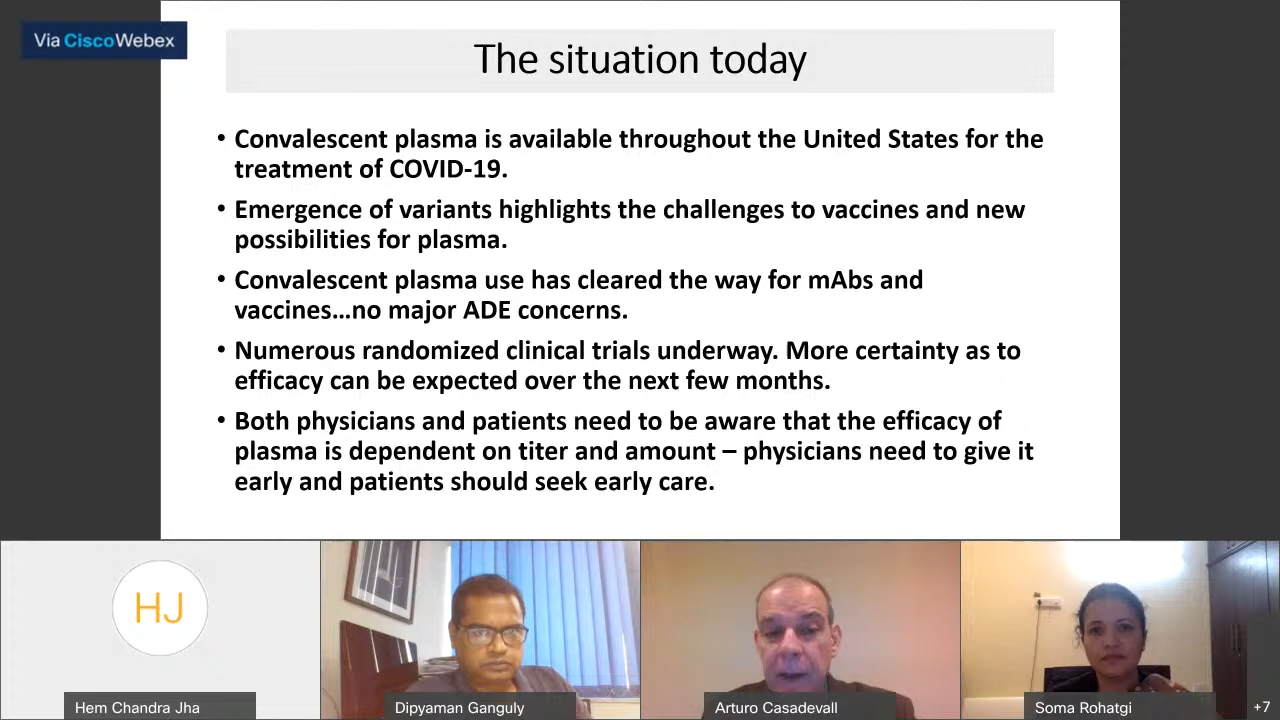 Via Cisco Webex
The situation today
• Convalescent plasma is available throughout the United States for the
treatment of COVID-19.
• Emergence of variants highlights the challenges to vaccines and new
possibilities for plasma.
• Convalescent plasma use has cleared the way for mAbs and
vaccines…no major ADE concerns.
• Numerous randomized clinical trials underway. More certainty as to
efficacy can be expected over the next few months.
• Both physicians and patients need to be aware that the efficacy of
plasma is dependent on titer and amount – physicians need to give it
early and patients should seek early care.
HJ
Hem Chandra Jha
Dipyaman Ganguly
Arturo Casadevall
Soma Rohatgi
+7